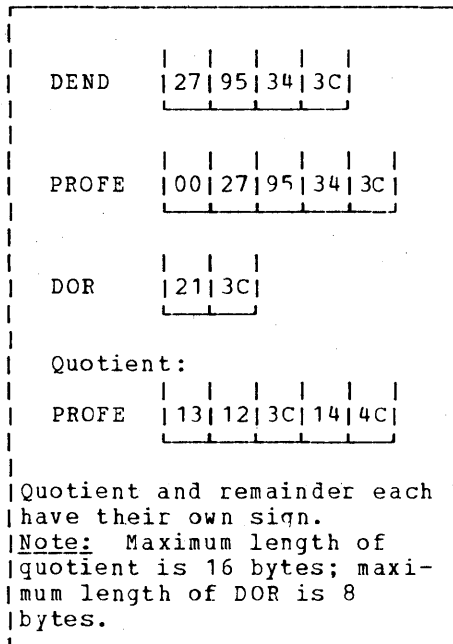 DEND |27|95|34|3C|
PROFE |00|27|95|34|3C|
DOR |21|3C|
Quotient:
PROFE |13|12|3C|14|4C|
Quotient and remainder each
have their own sign.
Note: Maximum length of
quotient is 16 bytes; maxi-
mum length of DOR is 8
bytes.